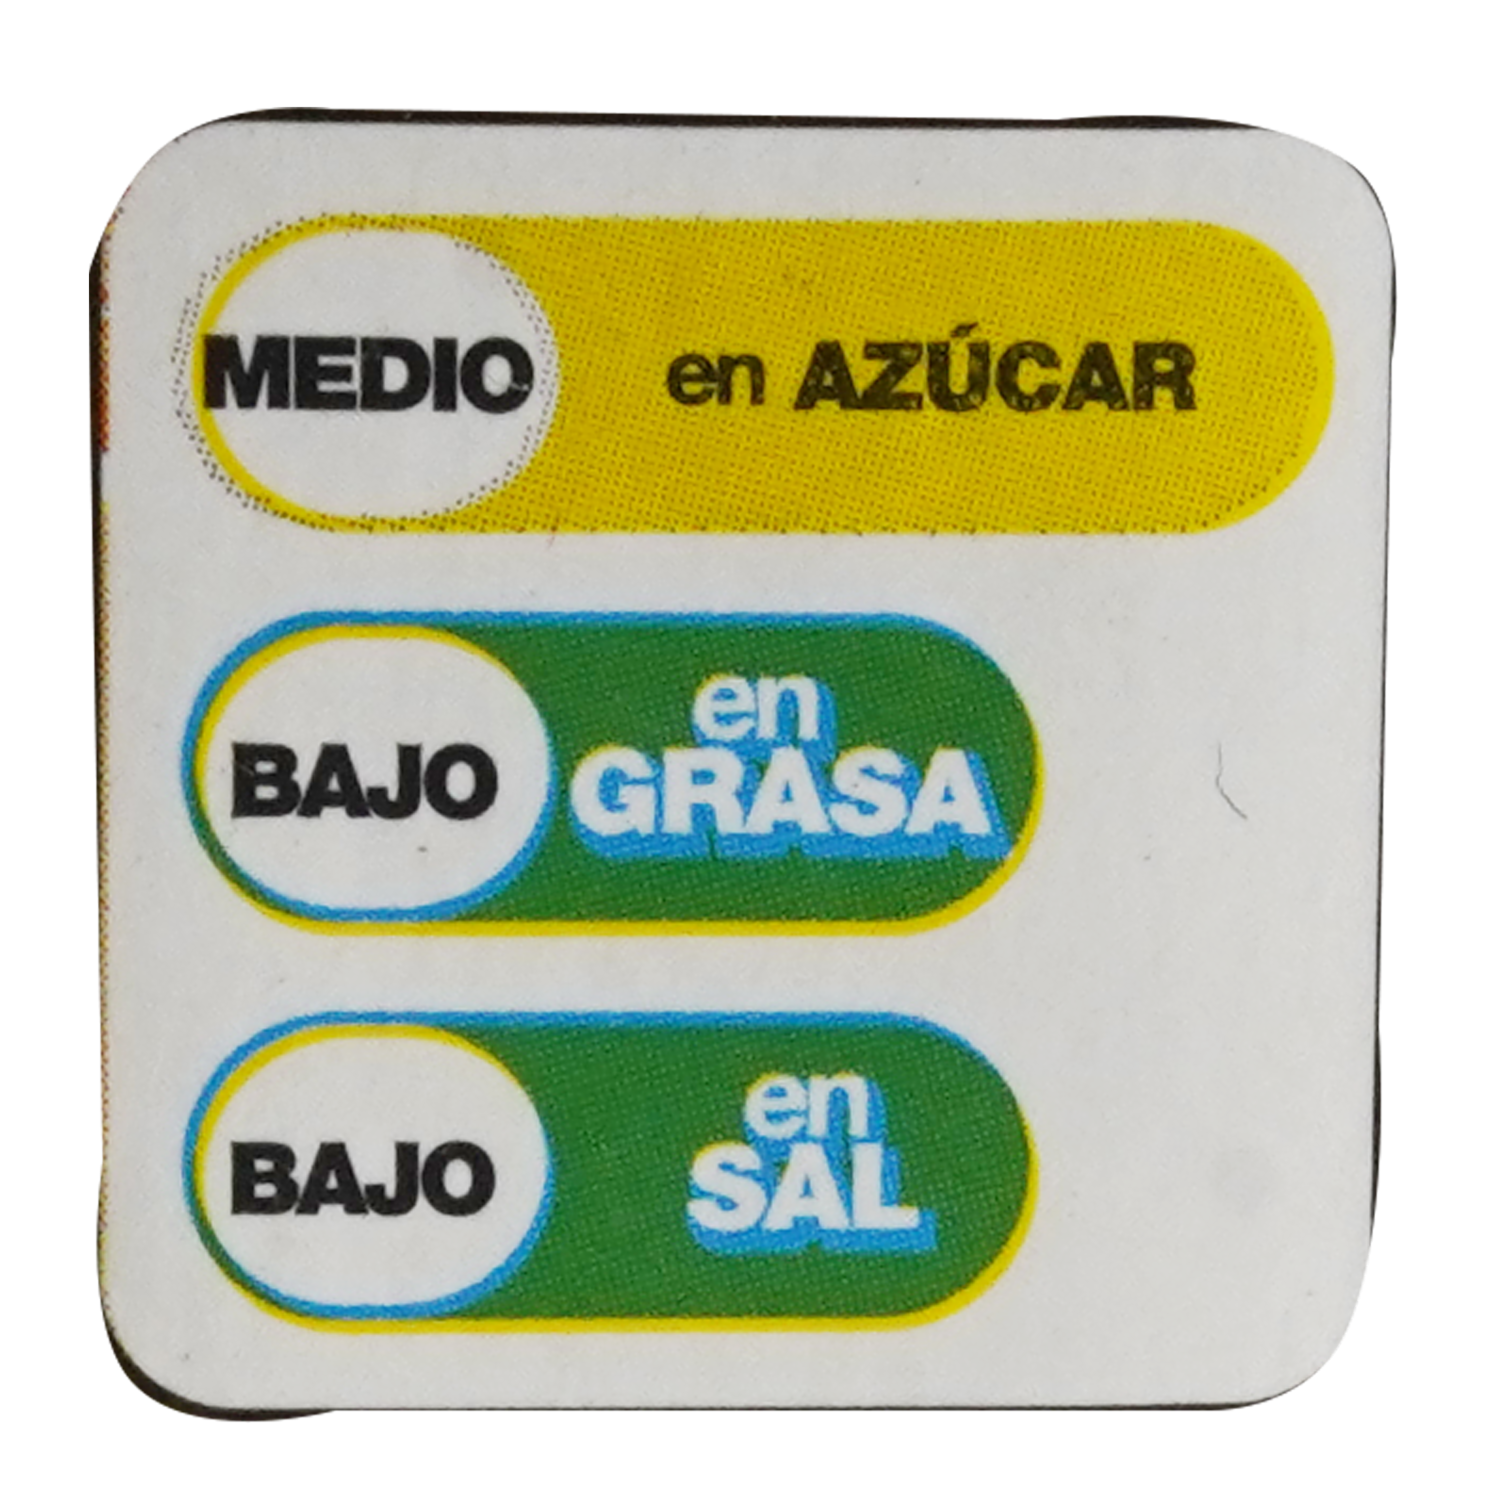 MEDIO en AZÚCAR
BAJO en
GRASA
BAJO en
SAL